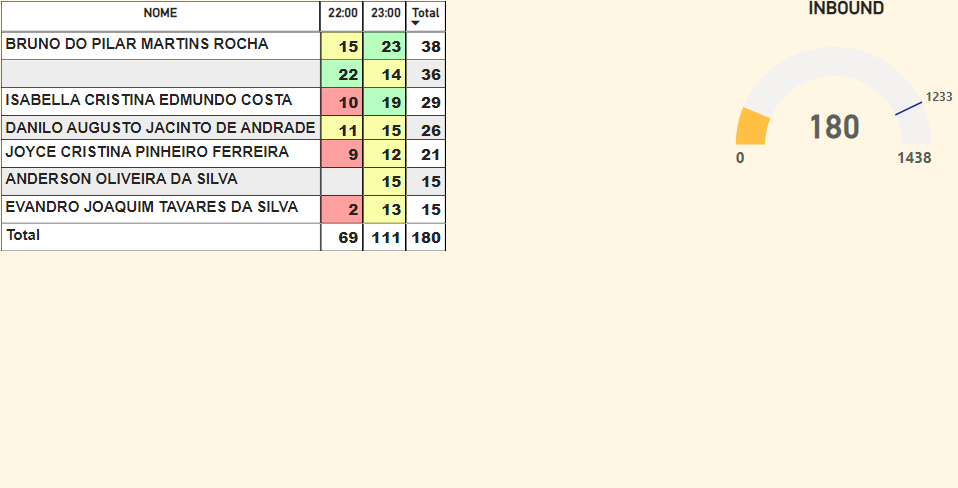 NOME 22:00 23:00 Total
BRUNO DO PILAR MARTINS ROCHA 15 23 38
22 14 36
ISABELLA CRISTINA EDMUNDO COSTA 10 19 29
DANILO AUGUSTO JACINTO DE ANDRADE 11 15 26
JOYCE CRISTINA PINHEIRO FERREIRA 9 12 21
ANDERSON OLIVEIRA DA SILVA 15 15
EVANDRO JOAQUIM TAVARES DA SILVA 2 13 15
Total 69 111 180
INBOUND
1233
180
0 1438